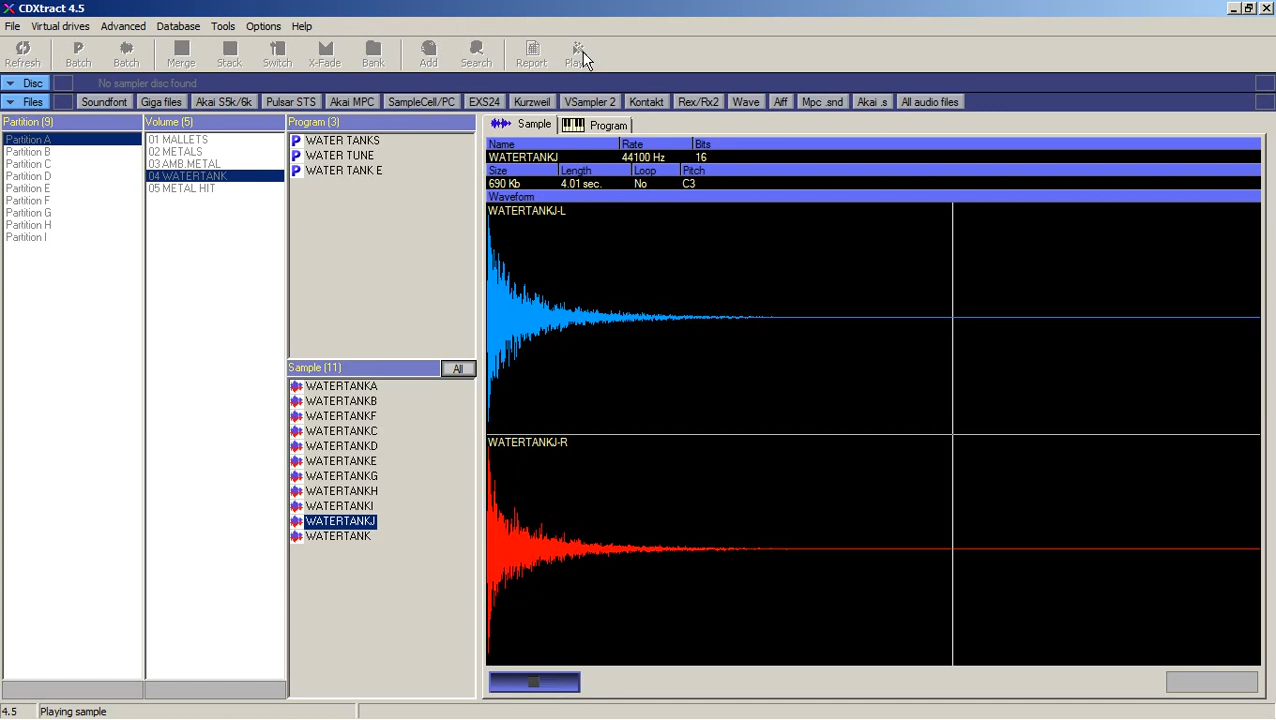 CDXtract 4.5
File Virtual drives Advanced Database Tools Options Help
Refresh Batch Batch Merge Stack Switch X-Fade Bank Add Search Report
Disc No sampler disc found
Files Soundfont Giga files Akai S5k/6k Pulsar STS Akai MPC SampleCell/PC EXS24 Kurzweil VSampler 2 Kontakt Rex/Rx2 Wave Aiff Mpc .snd Akai .s All audio files
Partition (9)
Partition A
Partition B
Partition C
Partition D
Partition E
Partition F
Partition G
Partition H
Partition I
Volume (5)
01 MALLETS
02 METALS
03 AMB.METAL
04 WATERTANK
05 METAL HIT
Program (3)
WATER TANKS
WATER TUNE
WATER TANK E
Sample (11) All
WATERTANKA
WATERTANKB
WATERTANKF
WATERTANKC
WATERTANKD
WATERTANKE
WATERTANKG
WATERTANKH
WATERTANKI
WATERTANKJ
WATERTANK
Sample Program
Name Rate Bits
WATERTANKJ 44100 Hz 16
Size Length Loop Pitch
690 Kb 4.01 sec. No C3
Waveform
WATERTANKJ-L
WATERTANKJ-R
4.5 Playing sample